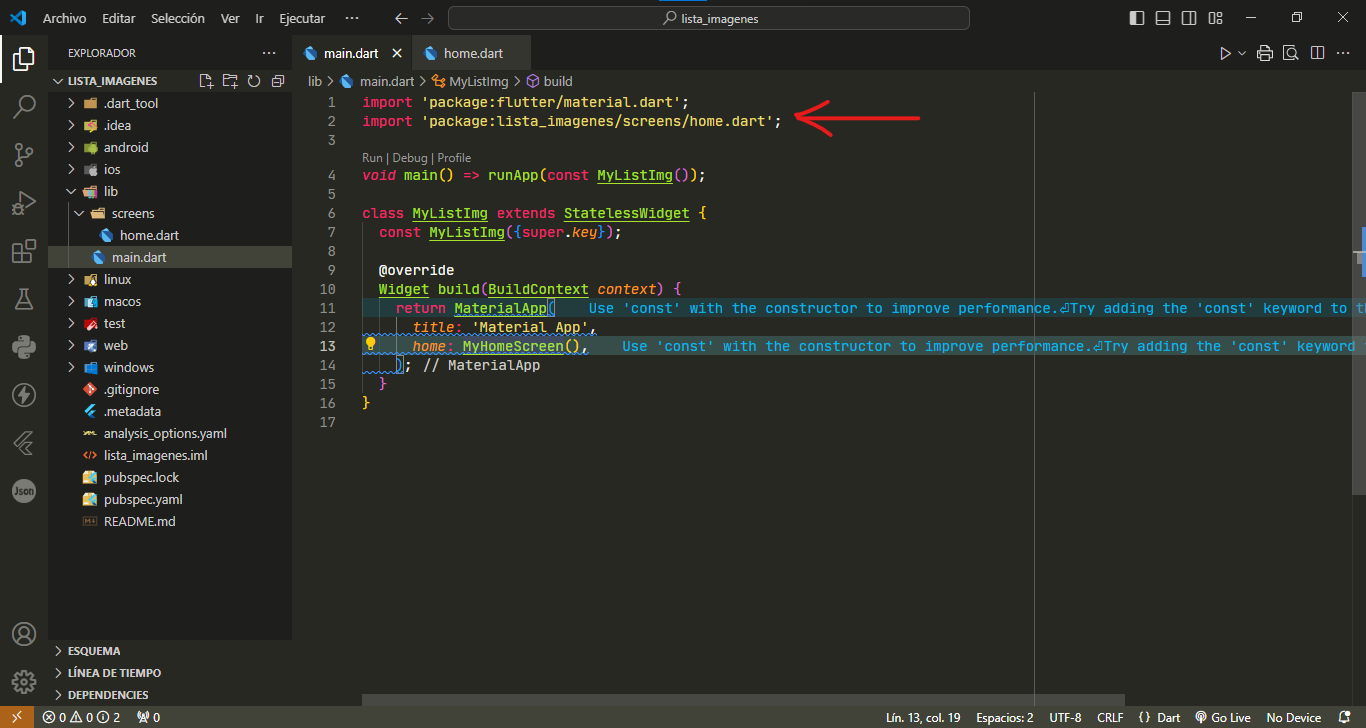 Archivo Editar Selección Ver Ir Ejecutar ··· lista_imagenes
EXPLORADOR ···
main.dart
home.dart
LISTA_IMAGENES
.dart_tool
.idea
android
ios
lib
screens
home.dart
main.dart
linux
macos
test
web
windows
.gitignore
.metadata
analysis_options.yaml
lista_imagenes.iml
pubspec.lock
pubspec.yaml
README.md
ESQUEMA
LÍNEA DE TIEMPO
DEPENDENCIES
Json
lib > main.dart > MyListImg > build
1 import 'package:flutter/material.dart';
2 import 'package:lista_imagenes/screens/home.dart';
3
Run | Debug | Profile
4 void main() => runApp(const MyListImg());
5
6 class MyListImg extends StatelessWidget {
7 const MyListImg({super.key});
8
9 @override
10 Widget build(BuildContext context) {
11 return MaterialApp( Use 'const' with the constructor to improve performance.⏎Try adding the 'const' keyword to t
12 title: 'Material App',
13 home: MyHomeScreen(), Use 'const' with the constructor to improve performance.⏎Try adding the 'const' keyword
14 ); // MaterialApp
15 }
16 }
17
0 0 2 0 Lín. 13, col. 19 Espacios: 2 UTF-8 CRLF {} Dart Go Live No Device